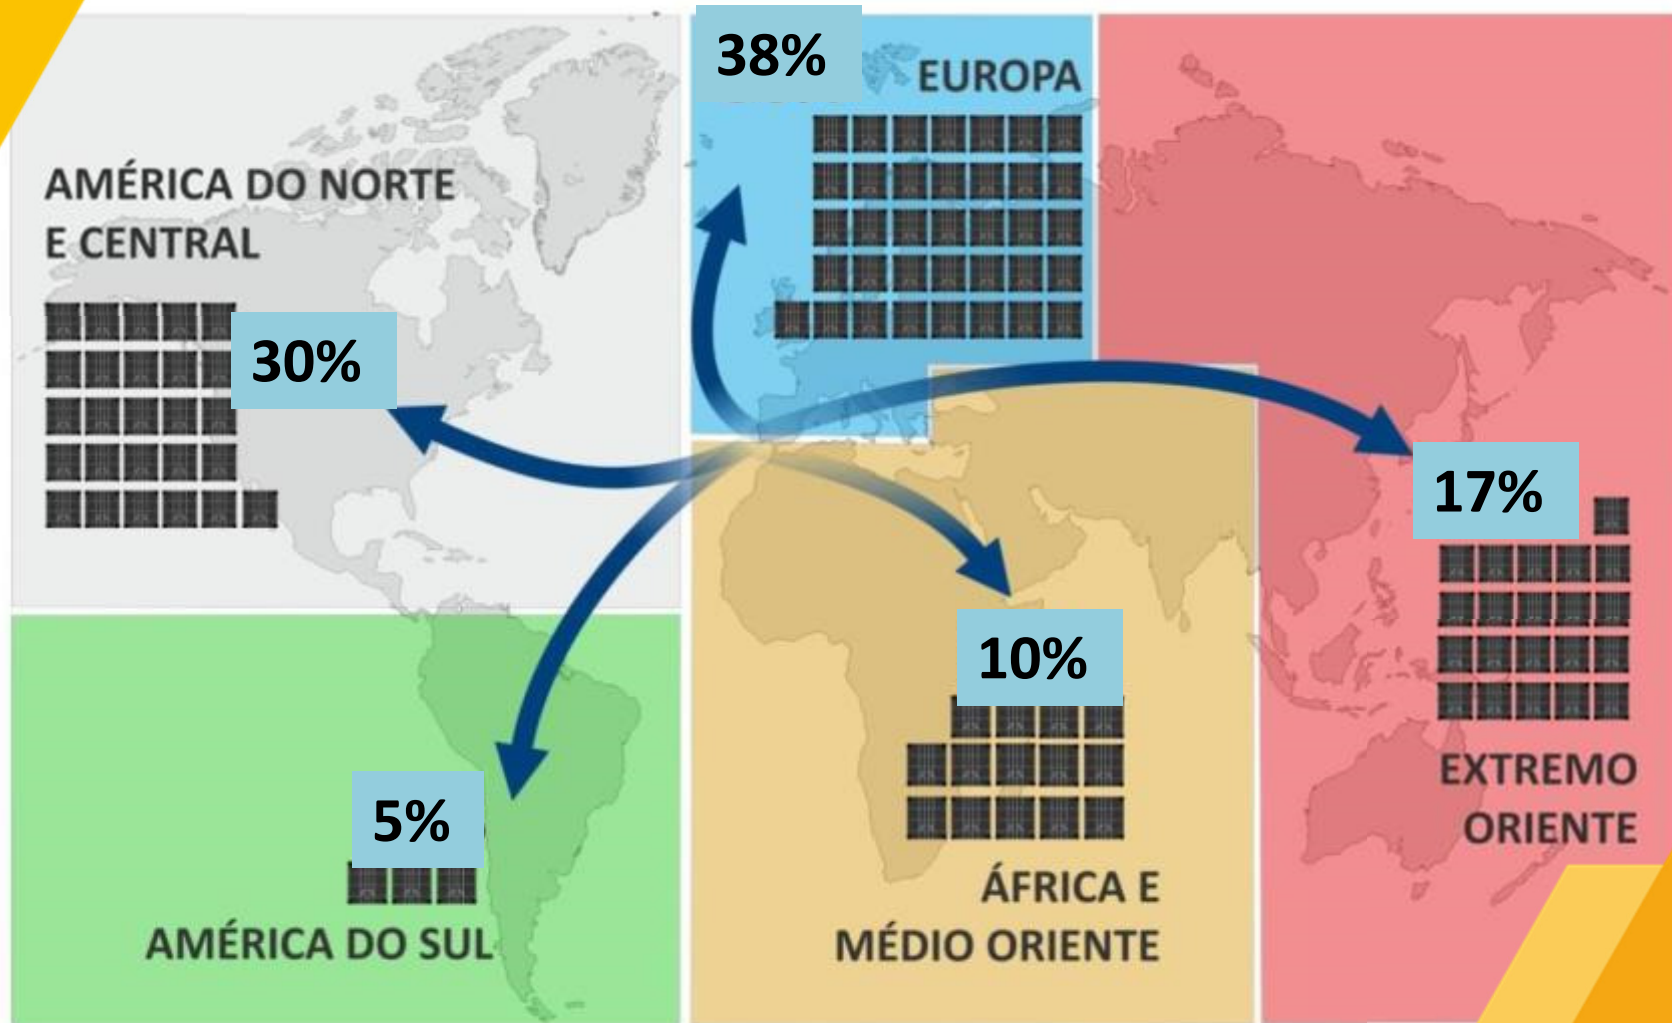 38%
EUROPA
AMÉRICA DO NORTE
E CENTRAL
30%
17%
10%
EXTREMO
ORIENTE
5%
ÁFRICA E
MÉDIO ORIENTE
AMÉRICA DO SUL